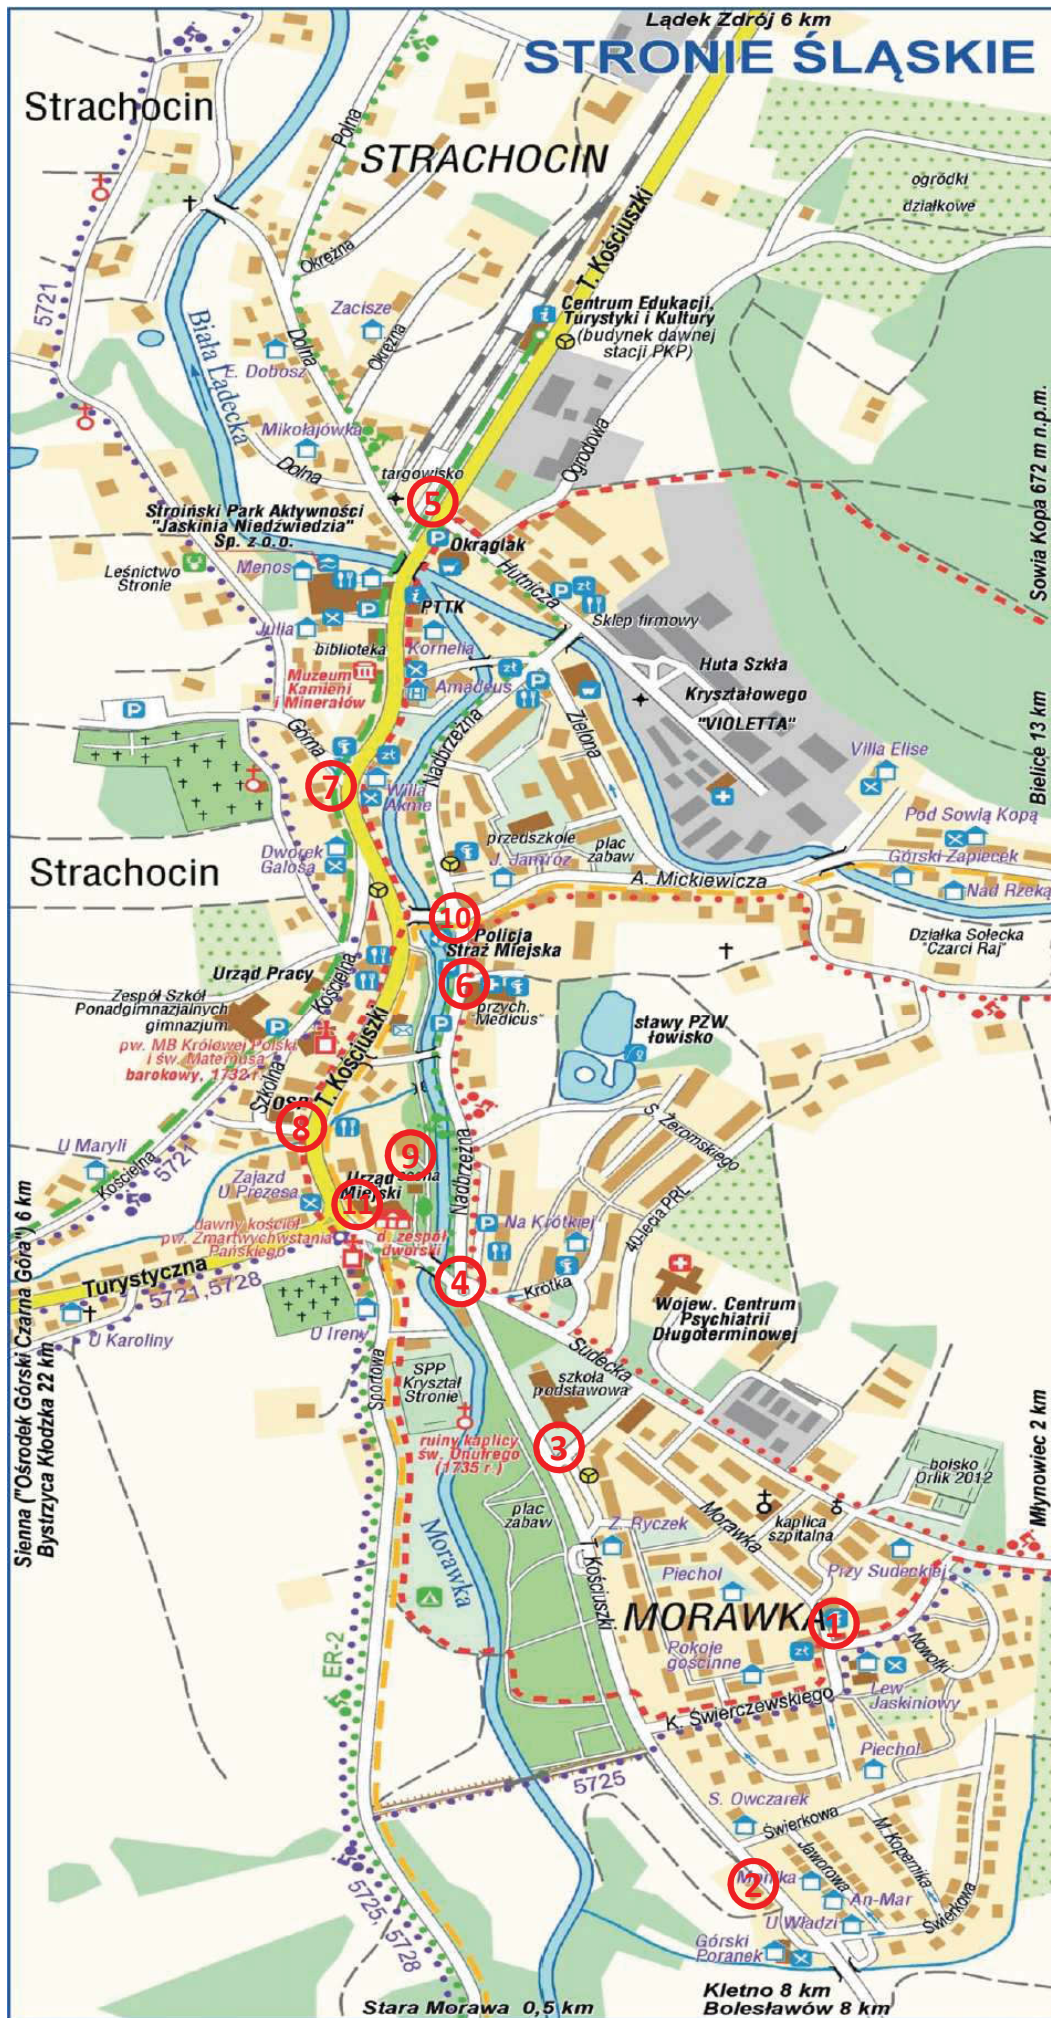 Lądek Zdrój 6 km
STRONIE ŚLĄSKIE
Strachocin
STRACHOCIN
Polna
ogródki
działkowe
T. Kościuszki
Okrężna
5721
Zacisze
Centrum Edukacji,
Turystyki i Kultury
(budynek dawnej
stacji PKP)
Biała Lądecka
Dolna
Okrężna
E. Dobosz
Mikołajówka
Dolna
Ogrodowa
targowisko
Sowia Kopa 672 m n.p.m.
5
Stroiński Park Aktywności
"Jaskinia Niedźwiedzia"
Sp. z o.o.
Okrąglak
Leśnictwo
Stronie
Menos
Hutnicza
PTTK
Sklep firmowy
Julia
biblioteka
Kornelia
Huta Szkła
Kryształowego
"VIOLETTA"
Muzeum
Kamieni
i Minerałów
Amadeus
Zielona
Górna
Nadbrzeżna
Villa Elise
Bielice 13 km
7
Willa
Akme
Pod Sowią Kopą
przedszkole
plac
zabaw
Dworek
Galosa
J. Jamróz
Górski Zapiecek
Strachocin
A. Mickiewicza
Nad Rzeką
10
Policja
Straż Miejska
Działka Sołecka
"Czarci Raj"
Urząd Pracy
Kościelna
6
Zespół Szkół
Ponadgimnazjalnych
gimnazjum
przych.
"Medicus"
stawy PZW
łowisko
pw. MB Królowej Polski
i św. Maternusa
barokowy, 1732 r.
T. Kościuszki
Szkolna
8
S. Żeromskiego
U Maryli
Kościelna
5721
9
Nadbrzeżna
Zajazd
U Prezesa
Urząd
Miejski
11
40-lecia PRL
Na Krótkiej
dawny kościół
pw. Zmartwychwstania
Pańskiego
d. zespół
dworski
Turystyczna
5721,5728
4
Krótka
Wojew. Centrum
Psychiatrii
Długoterminowej
U Karoliny
U Ireny
Sudecka
Sienna ("Ośrodek Górski Czarna Góra") 6 km
Bystrzyca Kłodzka 22 km
Sportowa
SPP
Kryształ
Stronie
szkoła
podstawowa
ruiny kaplicy
św. Onufrego
(1735 r.)
3
boisko
Orlik 2012
Młynowiec 2 km
plac
zabaw
Morawka
kaplica
szpitalna
Z. Ryczek
Morawka
T. Kościuszki
Piechol
Przy Sudeckiej
MORAWKA
1
Pokoje
gościnne
Nowotki
ER-2
Lew
Jaskiniowy
K. Świerczewskiego
Piechol
5725
S. Owczarek
Świerkowa
M. Kopernika
Jaworowa
Monika
2
An-Mar
5725, 5728
U Władzi
Świerkowa
Górski
Poranek
Kletno 8 km
Bolesławów 8 km
Stara Morawa 0,5 km